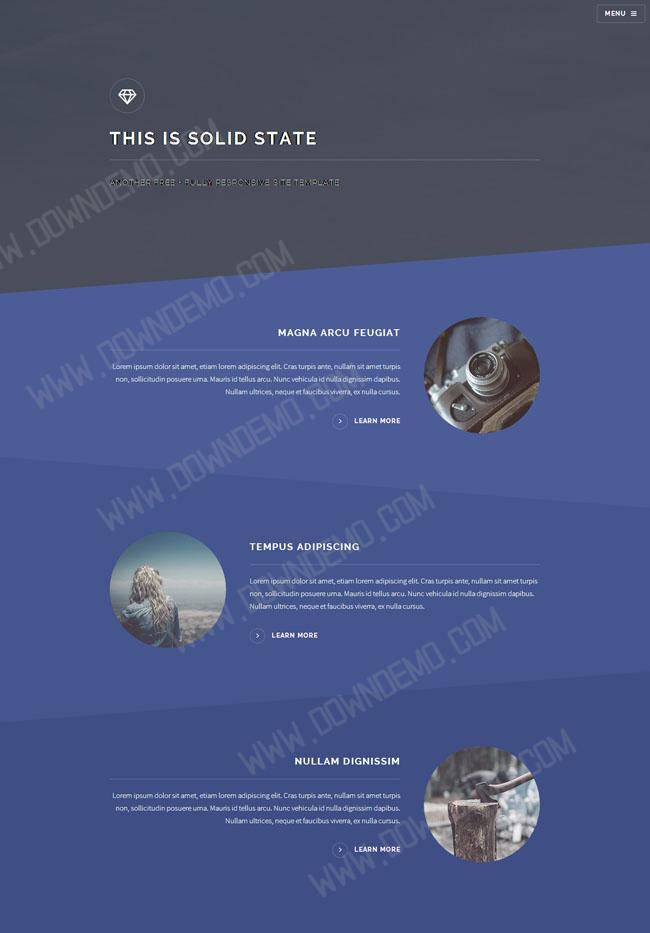 MENU
THIS IS SOLID STATE
ANOTHER FREE + FULLY RESPONSIVE SITE TEMPLATE
MAGNA ARCU FEUGIAT
Lorem ipsum dolor sit amet, etiam lorem adipiscing elit. Cras turpis ante, nullam sit amet turpis
non, sollicitudin posuere urna. Mauris id tellus arcu. Nunc vehicula id nulla dignissim dapibus.
Nullam ultrices, neque et faucibus viverra, ex nulla cursus.
LEARN MORE
TEMPUS ADIPISCING
Lorem ipsum dolor sit amet, etiam lorem adipiscing elit. Cras turpis ante, nullam sit amet turpis
non, sollicitudin posuere urna. Mauris id tellus arcu. Nunc vehicula id nulla dignissim dapibus.
Nullam ultrices, neque et faucibus viverra, ex nulla cursus.
LEARN MORE
NULLAM DIGNISSIM
Lorem ipsum dolor sit amet, etiam lorem adipiscing elit. Cras turpis ante, nullam sit amet turpis
non, sollicitudin posuere urna. Mauris id tellus arcu. Nunc vehicula id nulla dignissim dapibus.
Nullam ultrices, neque et faucibus viverra, ex nulla cursus.
LEARN MORE
WWW.DOWNDEMO.COM
WWW.DOWNDEMO.COM
WWW.DOWNDEMO.COM
WWW.DOWNDEMO.COM
WWW.DOWNDEMO.COM
WWW.DOWNDEMO.COM